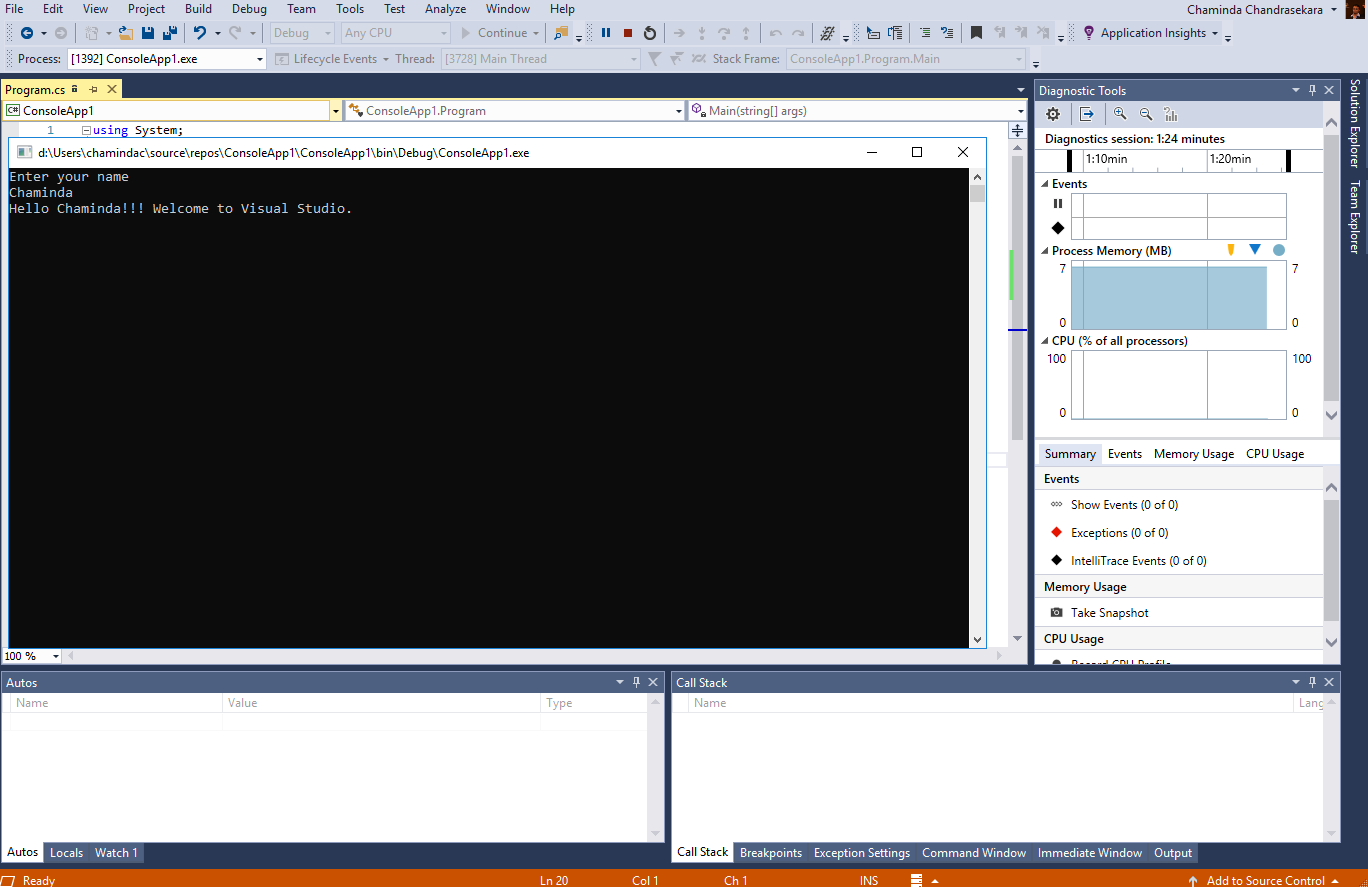 File Edit View Project Build Debug Team Tools Test Analyze Window Help
Chaminda Chandrasekara
Debug Any CPU Continue Application Insights
Process: [1392] ConsoleApp1.exe Lifecycle Events Thread: [3728] Main Thread Stack Frame: ConsoleApp1.Program.Main
Program.cs
C# ConsoleApp1 ConsoleApp1.Program Main(string[] args)
1 using System;
d:\Users\chamindac\source\repos\ConsoleApp1\ConsoleApp1\bin\Debug\ConsoleApp1.exe
Enter your name
Chaminda
Hello Chaminda!!! Welcome to Visual Studio.
100 %
Diagnostic Tools
Diagnostics session: 1:24 minutes
1:10min 1:20min
Events
Process Memory (MB)
7 7
0 0
CPU (% of all processors)
100 100
0 0
Summary Events Memory Usage CPU Usage
Events
Show Events (0 of 0)
Exceptions (0 of 0)
IntelliTrace Events (0 of 0)
Memory Usage
Take Snapshot
CPU Usage
Record CPU Profile
Solution Explorer
Team Explorer
Autos
Name Value Type
Autos Locals Watch 1
Call Stack
Name Lang
Call Stack Breakpoints Exception Settings Command Window Immediate Window Output
Ready Ln 20 Col 1 Ch 1 INS Add to Source Control